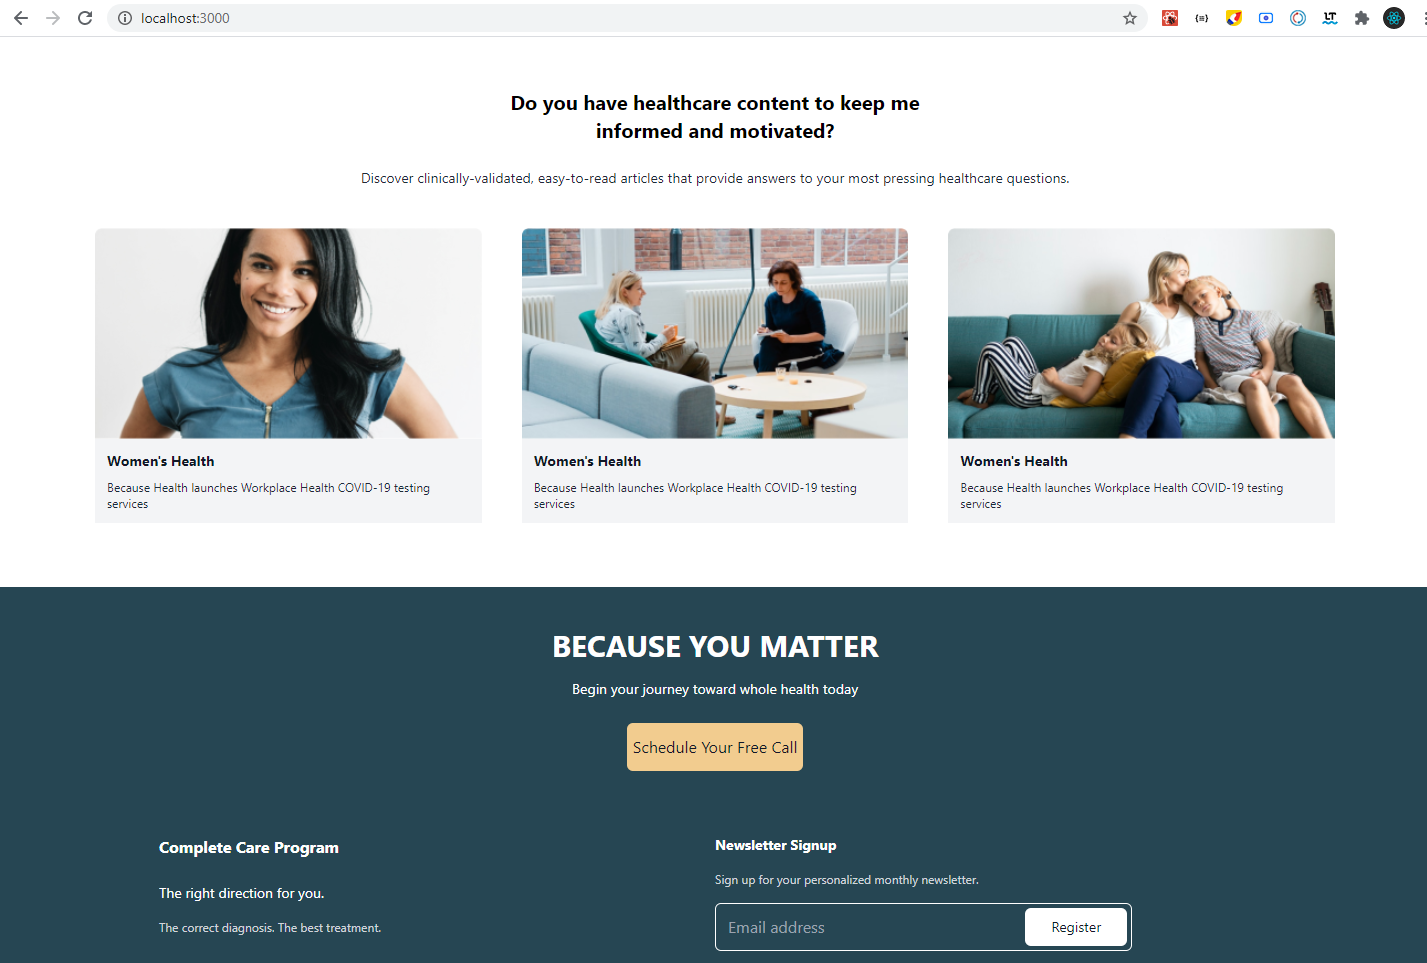 localhost:3000
Do you have healthcare content to keep me
informed and motivated?
Discover clinically-validated, easy-to-read articles that provide answers to your most pressing healthcare questions.
Women's Health
Because Health launches Workplace Health COVID-19 testing
services
Women's Health
Because Health launches Workplace Health COVID-19 testing
services
Women's Health
Because Health launches Workplace Health COVID-19 testing
services
BECAUSE YOU MATTER
Begin your journey toward whole health today
Schedule Your Free Call
Complete Care Program
The right direction for you.
The correct diagnosis. The best treatment.
Newsletter Signup
Sign up for your personalized monthly newsletter.
Email address
Register